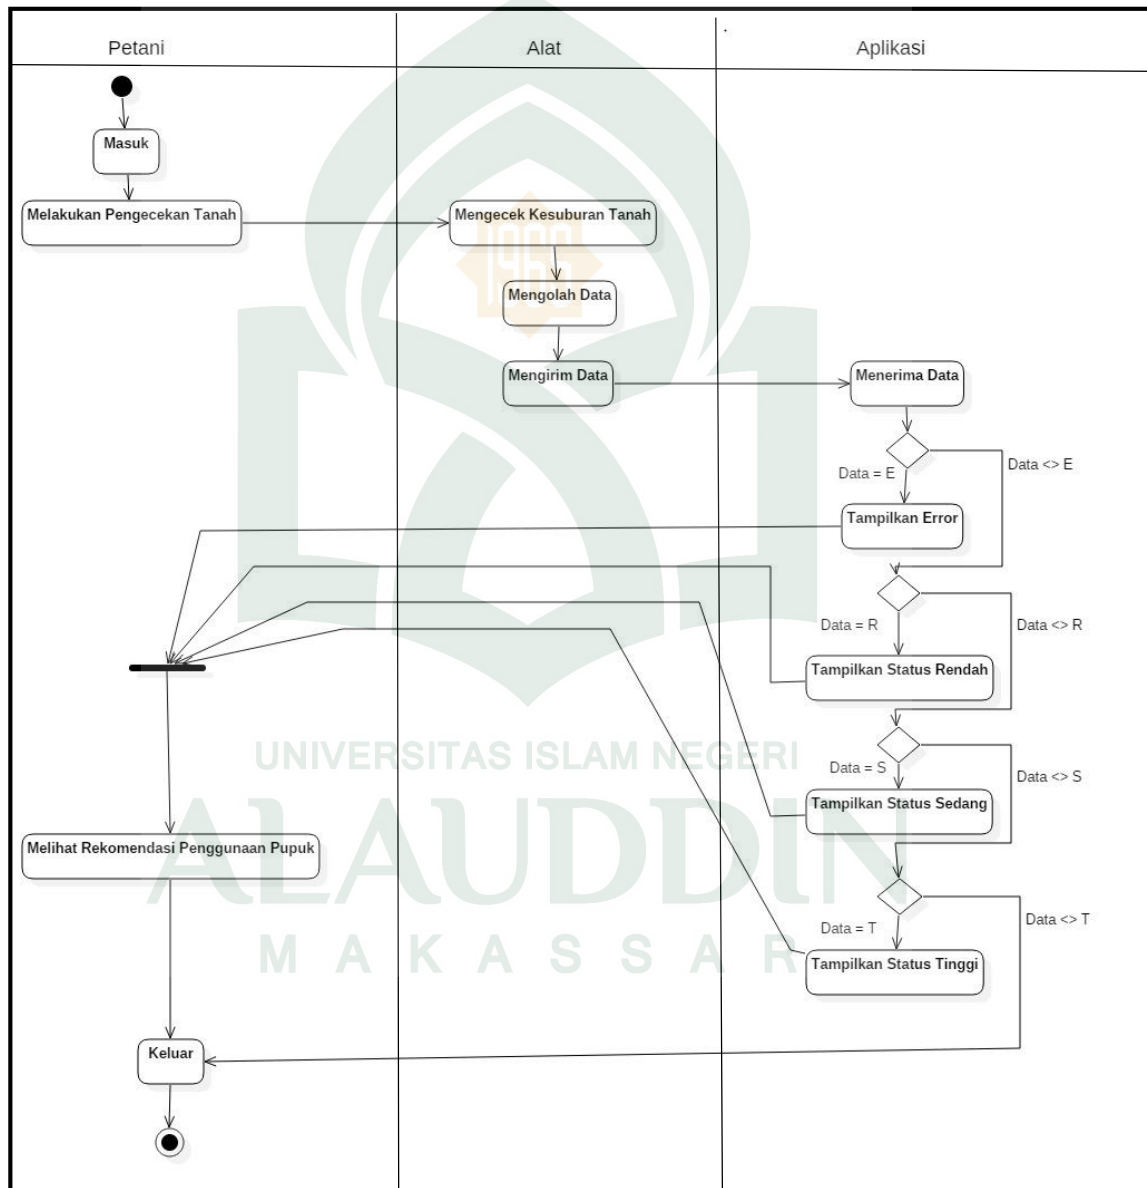 Petani
Alat
Aplikasi
Masuk
Melakukan Pengecekan Tanah
Mengecek Kesuburan Tanah
1965
Mengolah Data
Mengirim Data
Menerima Data
Data = E
Data <> E
Tampilkan Error
Data = R
Data <> R
Tampilkan Status Rendah
UNIVERSITAS ISLAM NEGERI
Data = S
Data <> S
Tampilkan Status Sedang
ALAUDDIN
Melihat Rekomendasi Penggunaan Pupuk
Data = T
Data <> T
MAKASSAR
Tampilkan Status Tinggi
Keluar